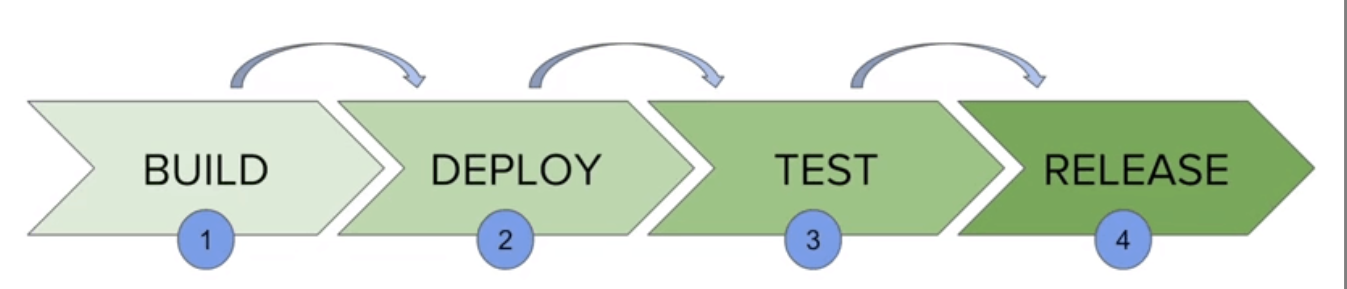 BUILD
DEPLOY
TEST
RELEASE
1
2
3
4